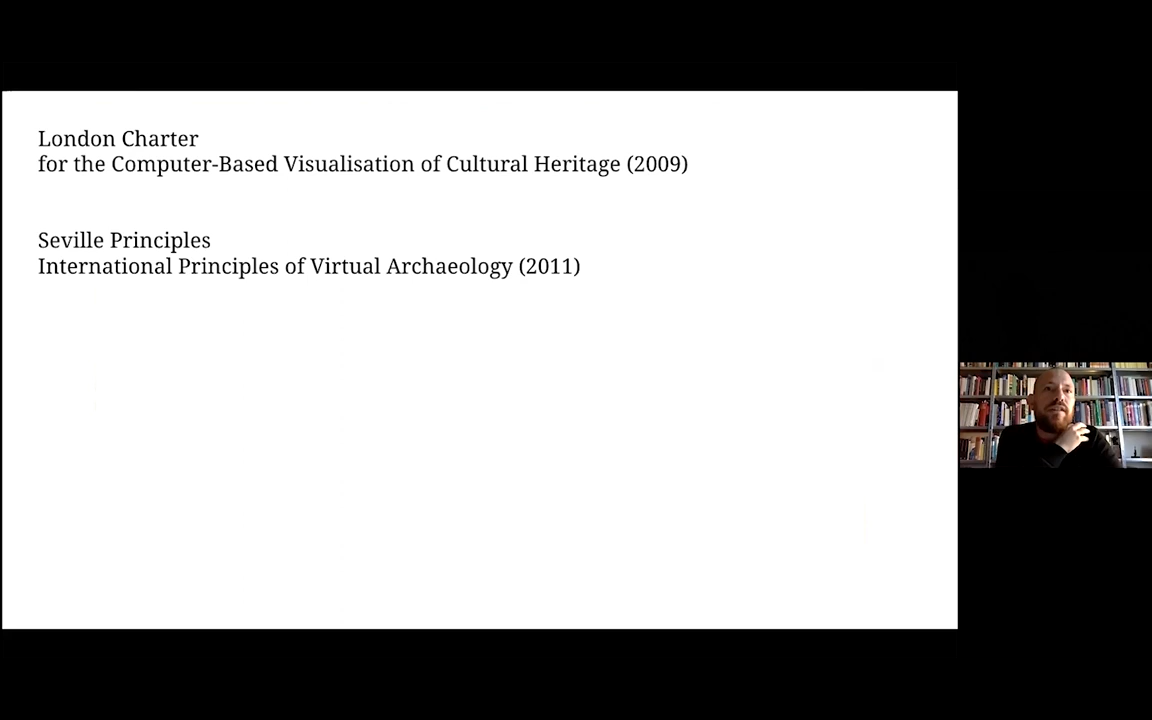 London Charter
for the Computer-Based Visualisation of Cultural Heritage (2009)
Seville Principles
International Principles of Virtual Archaeology (2011)